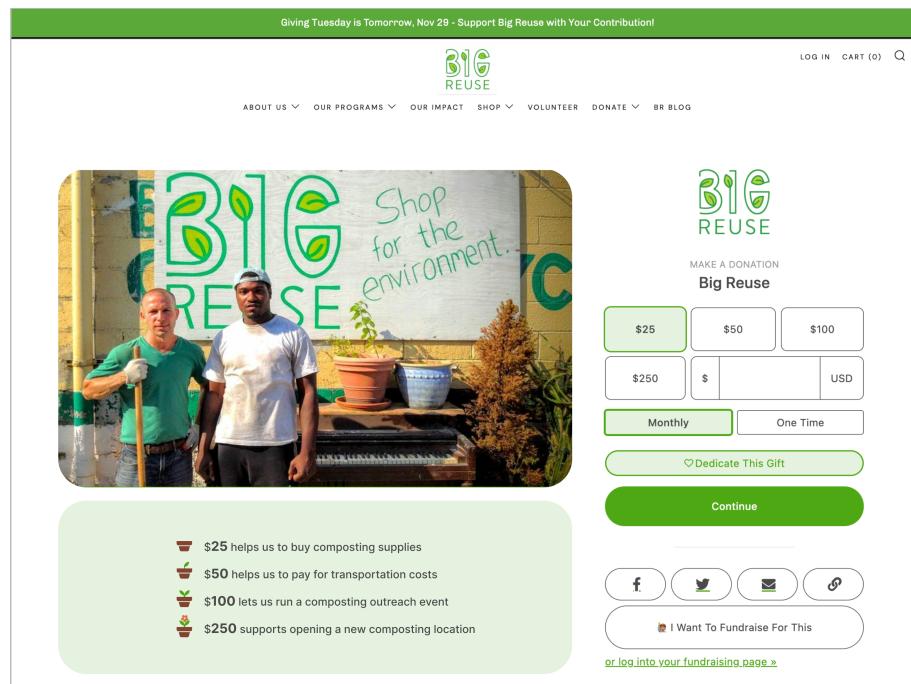 Giving Tuesday is Tomorrow, Nov 29 - Support Big Reuse with Your Contribution!
BIG
REUSE
LOG IN CART (0)
ABOUT US OUR PROGRAMS OUR IMPACT SHOP VOLUNTEER DONATE BR BLOG
BIG
REUSE
Shop
for the
environment.
YC
BIG
REUSE
MAKE A DONATION
Big Reuse
$25 $50 $100
$250 $ USD
Monthly One Time
Dedicate This Gift
Continue
$25 helps us to buy composting supplies
$50 helps us to pay for transportation costs
$100 lets us run a composting outreach event
$250 supports opening a new composting location
I Want To Fundraise For This
or log into your fundraising page »